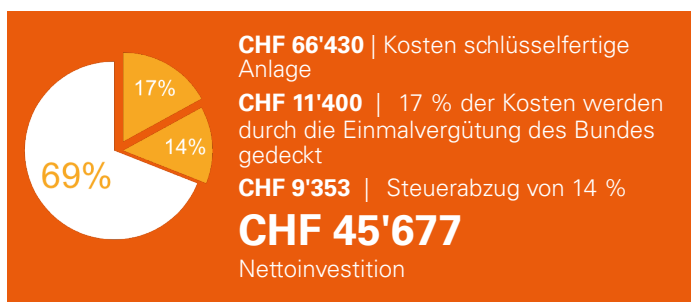 17%
14%
69%
CHF 66'430 | Kosten schlüsselfertige
Anlage
CHF 11'400 | 17 % der Kosten werden
durch die Einmalvergütung des Bundes
gedeckt
CHF 9'353 | Steuerabzug von 14 %
CHF 45'677
Nettoinvestition